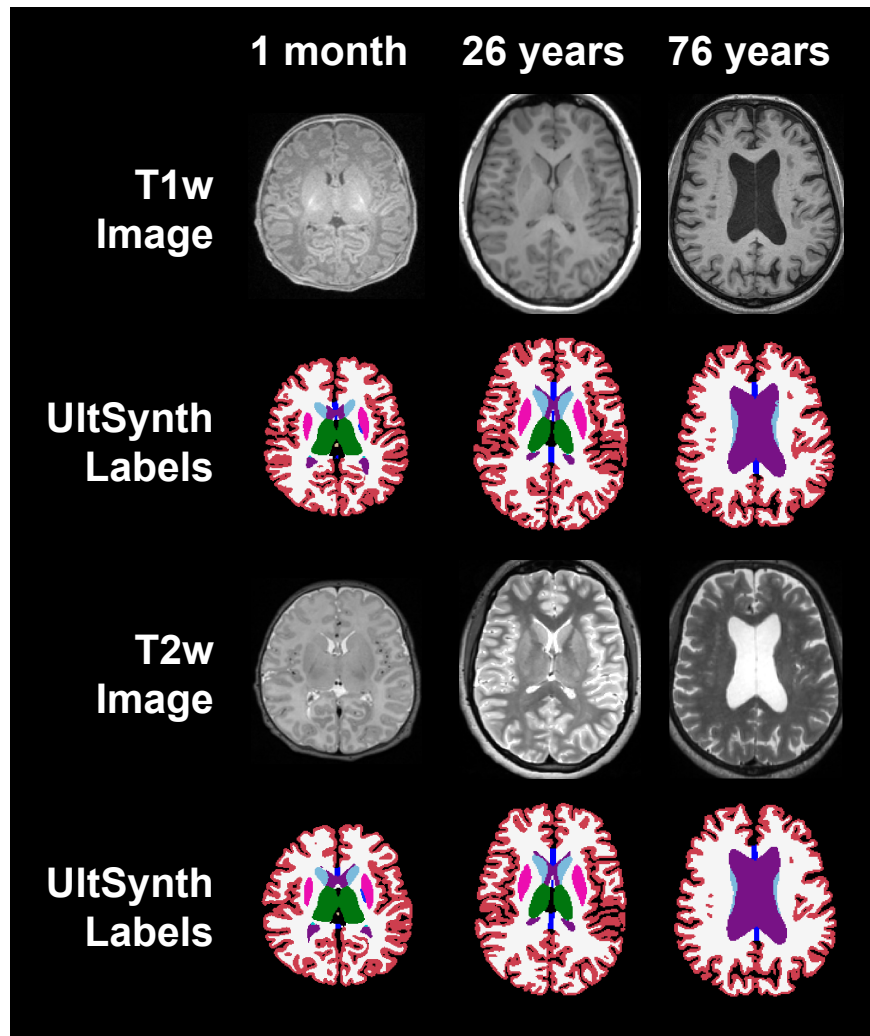 1 month 26 years 76 years
T1w
Image
UltSynth
Labels
T2w
Image
UltSynth
Labels